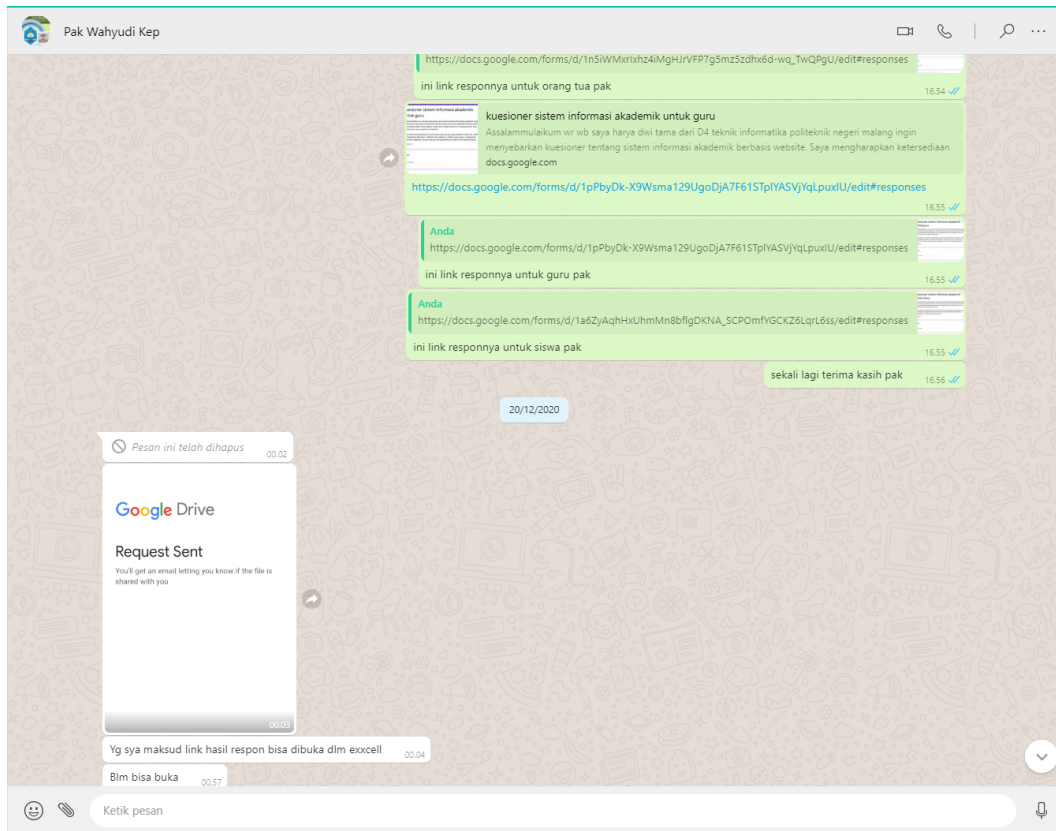 Pak Wahyudi Kep
https://docs.google.com/forms/d/1n5iWMxrlxhz4iMgHJrVFP7g5mz5zdhx6d-wq_TwQPgU/edit#responses
ini link responnya untuk orang tua pak
16.54
kuesioner sistem informasi akademik untuk guru
Assalammulaikum wr wb saya harya dwi tama dari D4 teknik informatika politeknik negeri malang ingin
menyebarkan kuesioner tentang sistem informasi akademik berbasis website. Saya mengharapkan ketersediaan
docs.google.com
https://docs.google.com/forms/d/1pPbyDk-X9Wsma129UgoDjA7F61STplYASVjYqLpuxIU/edit#responses
16.55
Anda
https://docs.google.com/forms/d/1pPbyDk-X9Wsma129UgoDjA7F61STplYASVjYqLpuxIU/edit#responses
ini link responnya untuk guru pak
16.55
Anda
https://docs.google.com/forms/d/1a6ZyAqhHxUhmMn8bflgDKNA_SCPOmfYGCKZ6LqrL6ss/edit#responses
ini link responnya untuk siswa pak
16.55
sekali lagi terima kasih pak
16.56
20/12/2020
Pesan ini telah dihapus
00.02
Google Drive
Request Sent
You'll get an email letting you know if the file is
shared with you
00.03
Yg sya maksud link hasil respon bisa dibuka dlm exxcell
00.04
Blm bisa buka
00.57
Ketik pesan